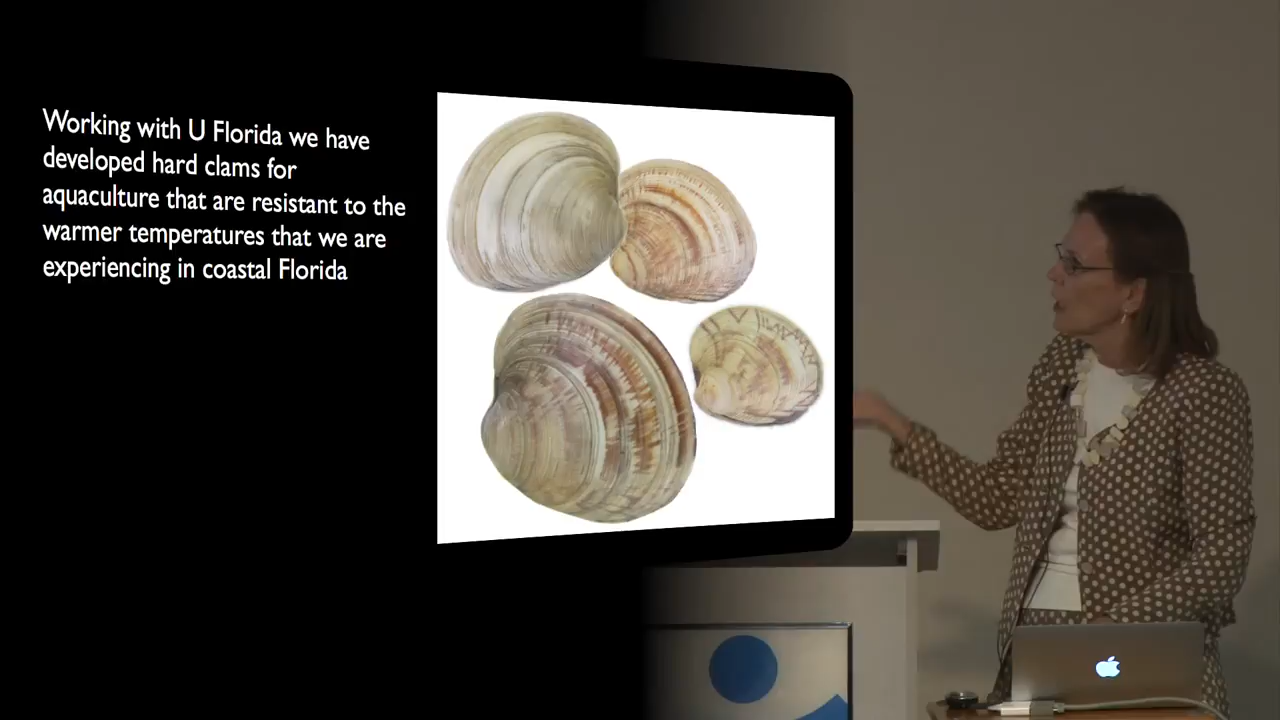 Working with U Florida we have
developed hard clams for
aquaculture that are resistant to the
warmer temperatures that we are
experiencing in coastal Florida